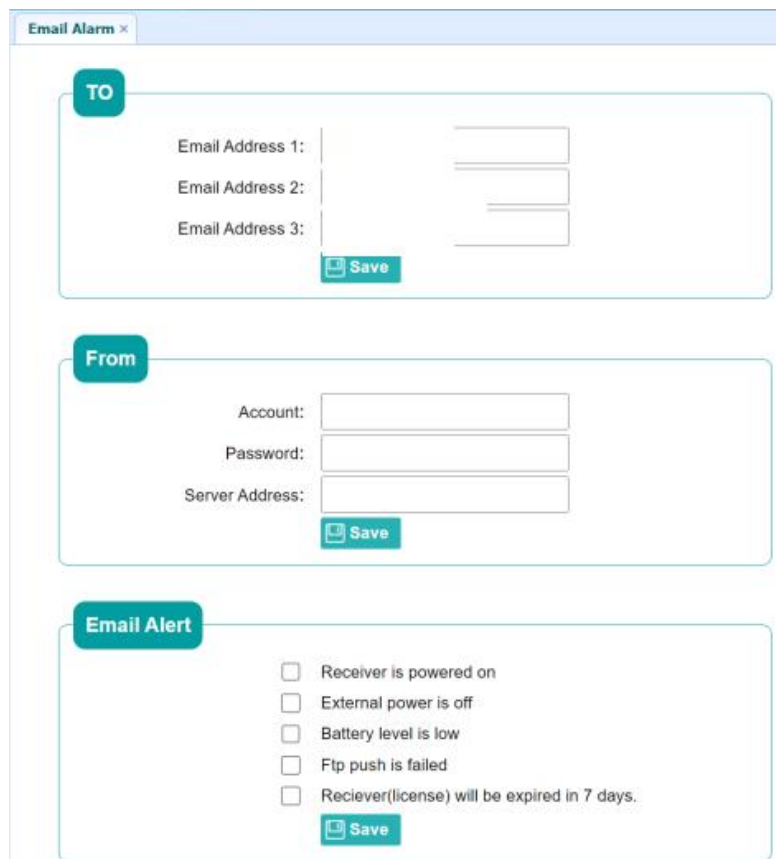 Email Alarm ×
TO
Email Address 1:
Email Address 2:
Email Address 3:
Save
From
Account:
Password:
Server Address:
Save
Email Alert
Receiver is powered on
External power is off
Battery level is low
Ftp push is failed
Reciever(license) will be expired in 7 days.
Save